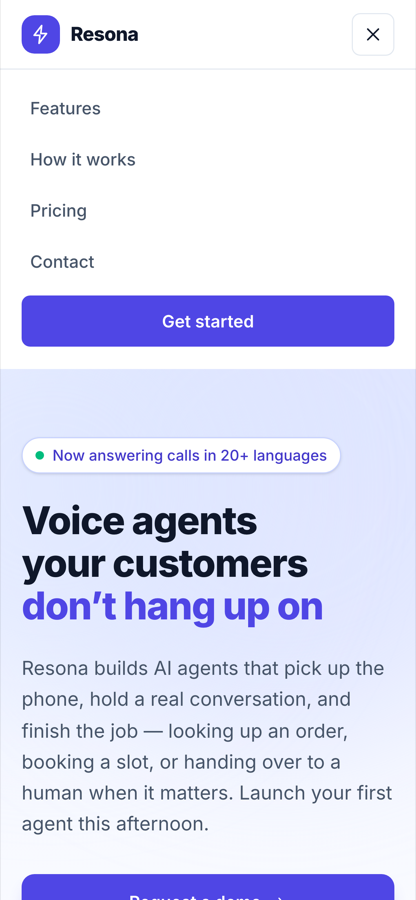 Resona
Features
How it works
Pricing
Contact
Get started
Now answering calls in 20+ languages
Voice agents
your customers
don’t hang up on
Resona builds AI agents that pick up the
phone, hold a real conversation, and
finish the job — looking up an order,
booking a slot, or handing over to a
human when it matters. Launch your first
agent this afternoon.
Request a demo →